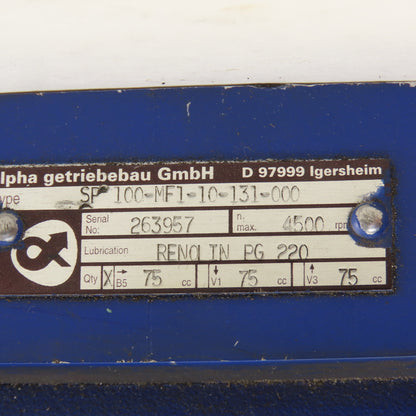 lpha getriebebau GmbH D 97999 Igersheim
ype SP 100-MF1-10-131-000
Serial No: 263957 n. max. 4500 rpm
Lubrication RENOLIN PG 220
Qty X B5 75 cc V1 75 cc V3 75 cc